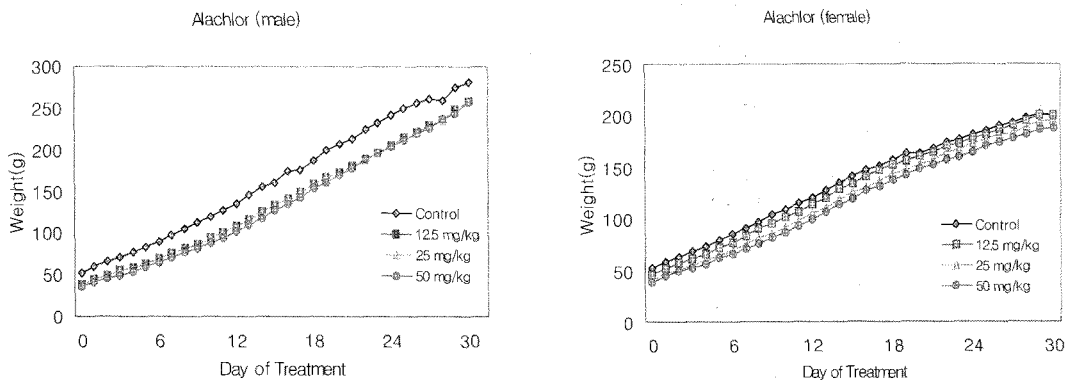 Alachlor (male)
300
250
200
150
100
50
0
Weight(g)
Control
12.5 mg/kg
25 mg/kg
50 mg/kg
0 6 12 18 24 30
Day of Treatment
Alachlor (female)
250
200
150
100
50
0
Weight(g)
Control
12.5 mg/kg
25 mg/kg
50 mg/kg
0 6 12 18 24 30
Day of Treatment